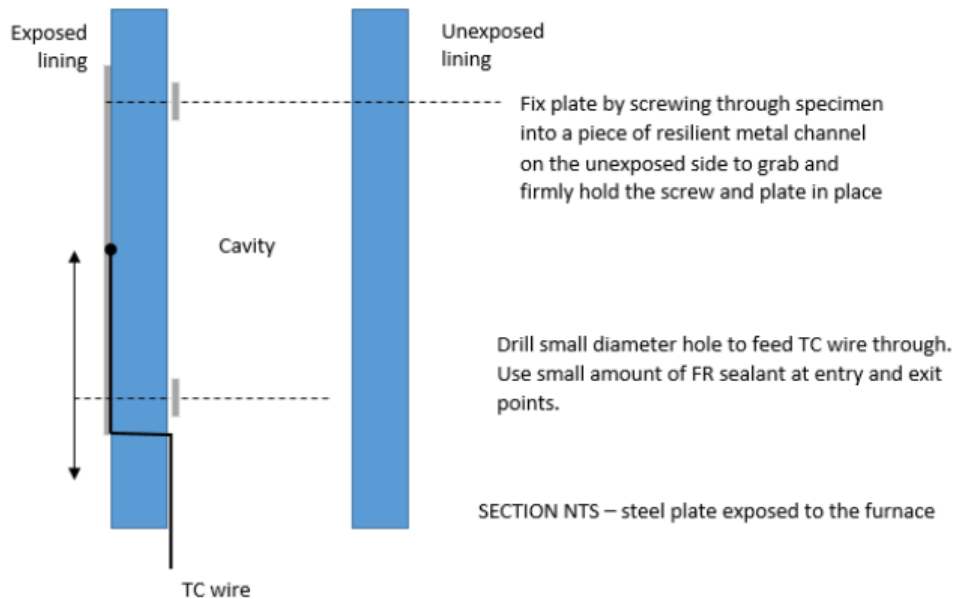 Exposed
lining
Unexposed
lining
Fix plate by screwing through specimen
into a piece of resilient metal channel
on the unexposed side to grab and
firmly hold the screw and plate in place
Cavity
Drill small diameter hole to feed TC wire through.
Use small amount of FR sealant at entry and exit
points.
SECTION NTS – steel plate exposed to the furnace
TC wire